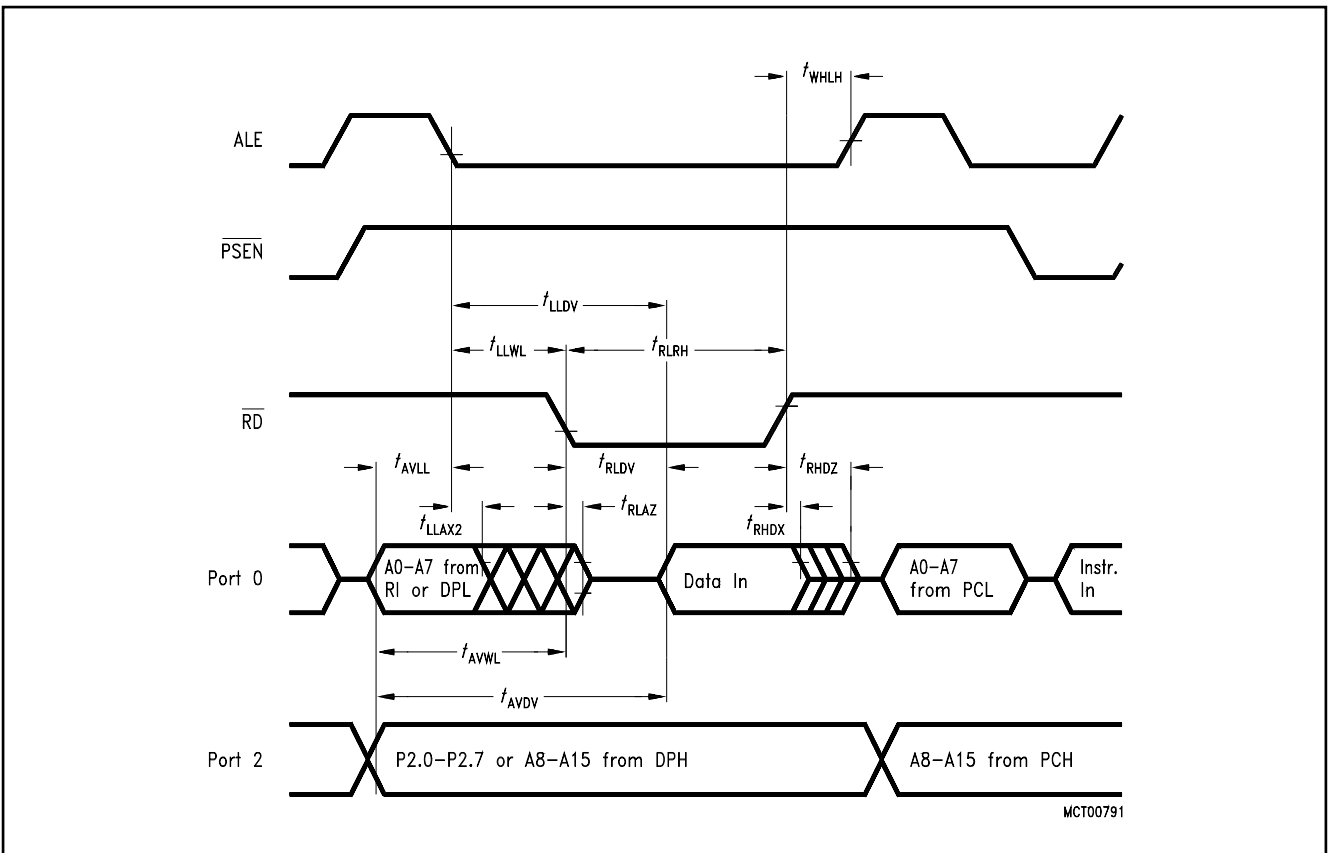 tWHLH
ALE
PSEN
tLLDV
tLLWL
tRLRH
RD
tAVLL
tRLDV
tRHDZ
tLLAX2
tRLAZ
tRHDX
Port 0
A0-A7 from
RI or DPL
Data In
A0-A7
from PCL
Instr.
In
tAVWL
tAVDV
Port 2
P2.0-P2.7 or A8-A15 from DPH
A8-A15 from PCH
MCT00791